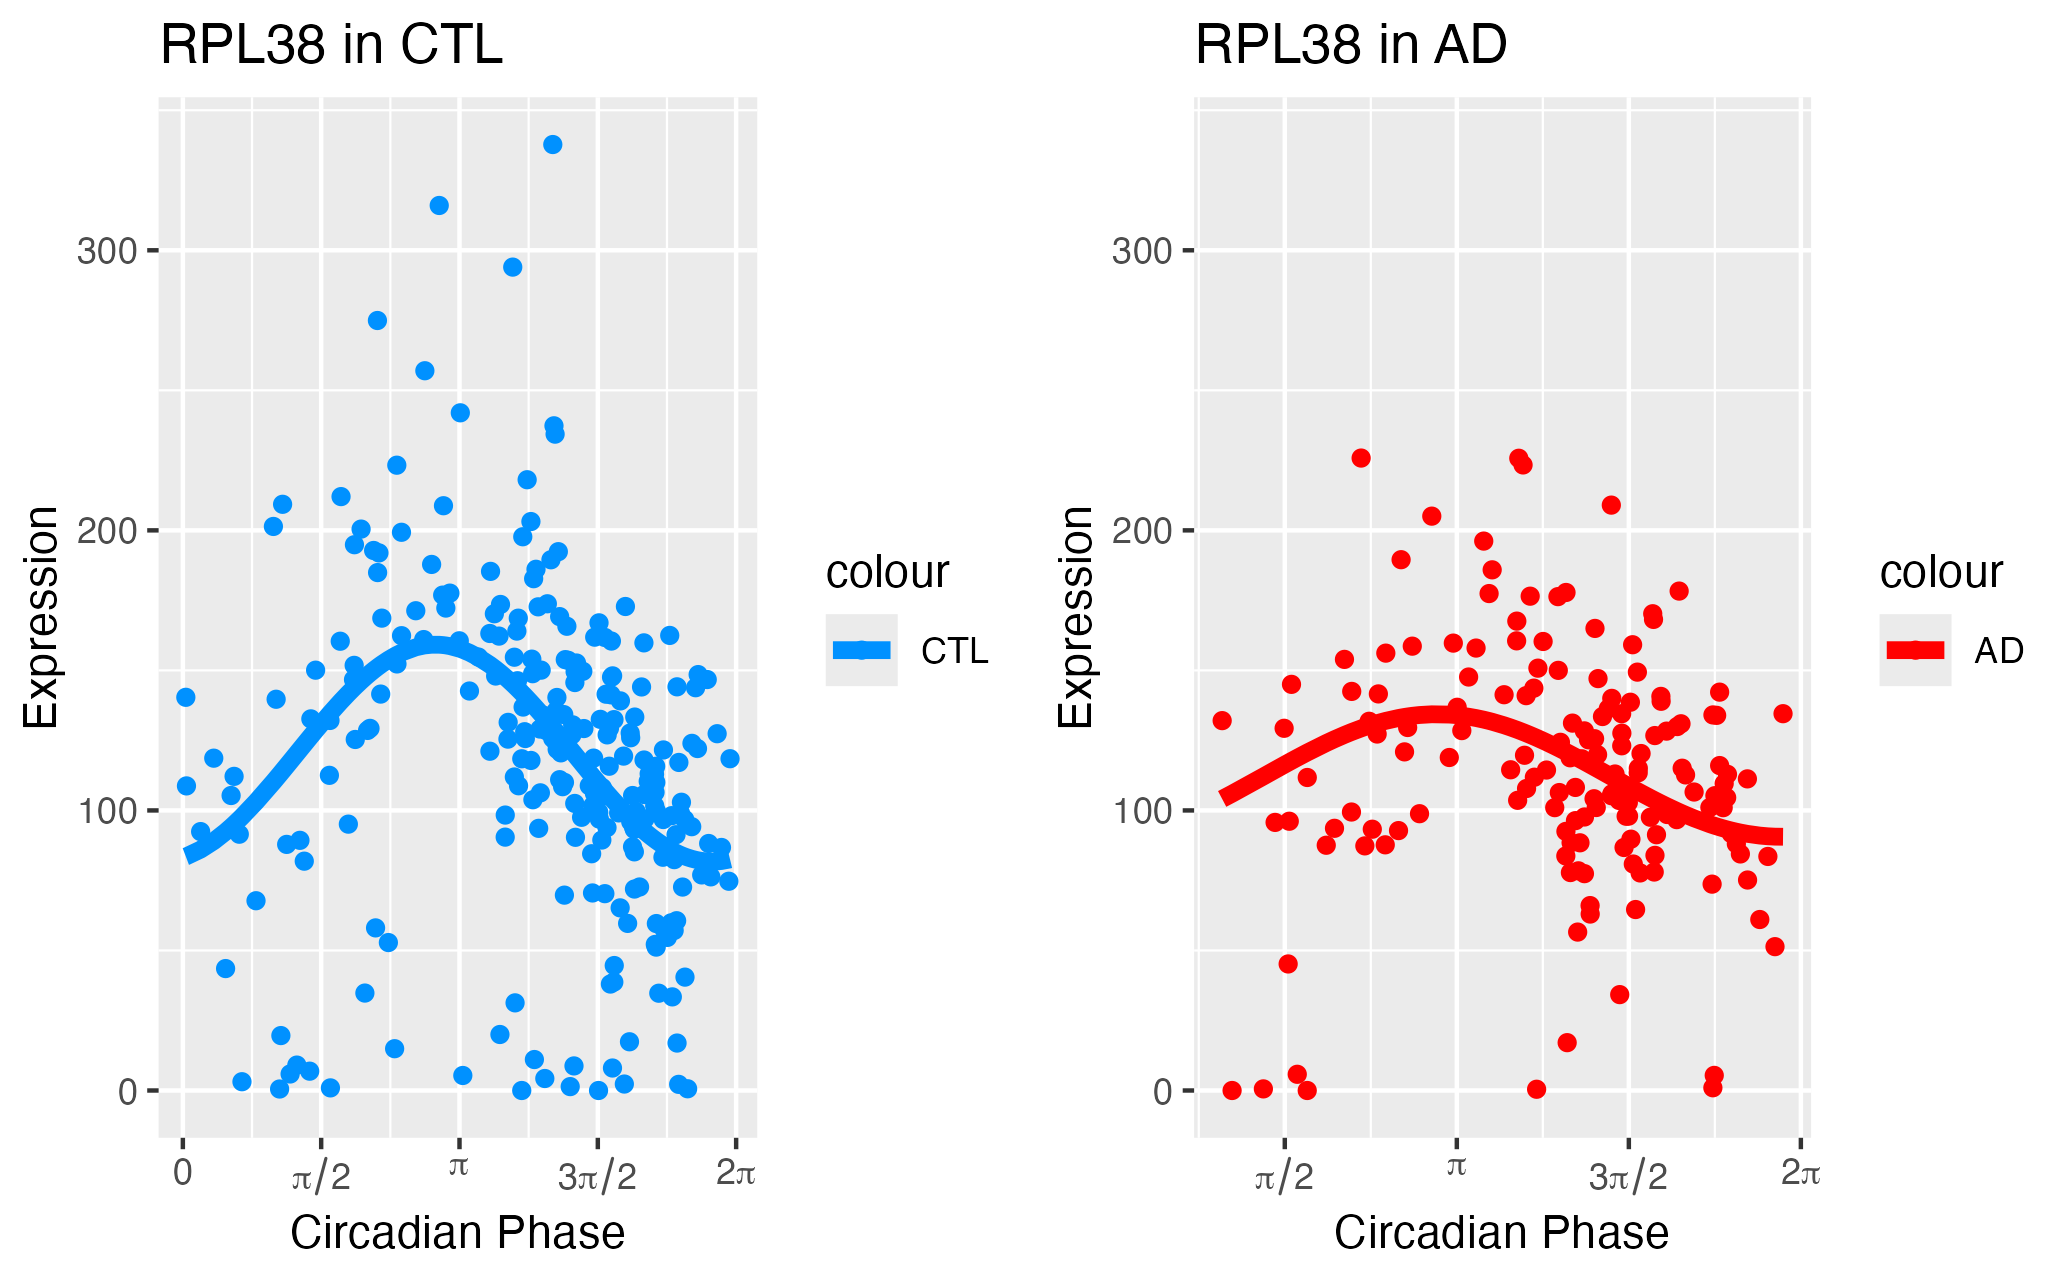 RPL38 in CTL
Expression
300
200
100
0
0
π/2
π
3π/2
2π
Circadian Phase
colour
CTL
RPL38 in AD
Expression
300
200
100
0
π/2
π
3π/2
2π
Circadian Phase
colour
AD